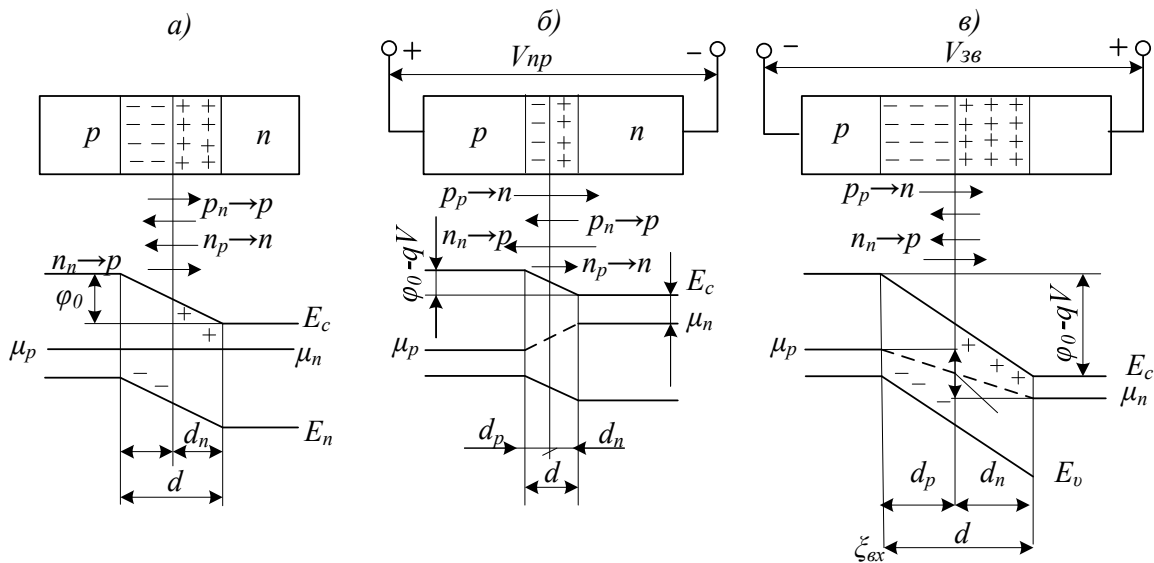 а)
б)
в)
+ Vпр −
− Vзв +
p n
− − + +
− − + +
− − + +
− − + +
p n
− +
− +
− +
− +
p
− − − + + +
− − − + + +
− − − + + +
− − − + + +
pn→p
np→n
nn→p
φ0
+
+
Ec
μp
μn
− −
En
dn
d
pp→n
pn→p
nn→p
np→n
φ0-qV
Ec
μn
μp
dp
dn
d
pp→n
nn→p
φ0-qV
μp
+
+
+ +
− −
−
Ec
μn
Eυ
dp
dn
ξвх
d